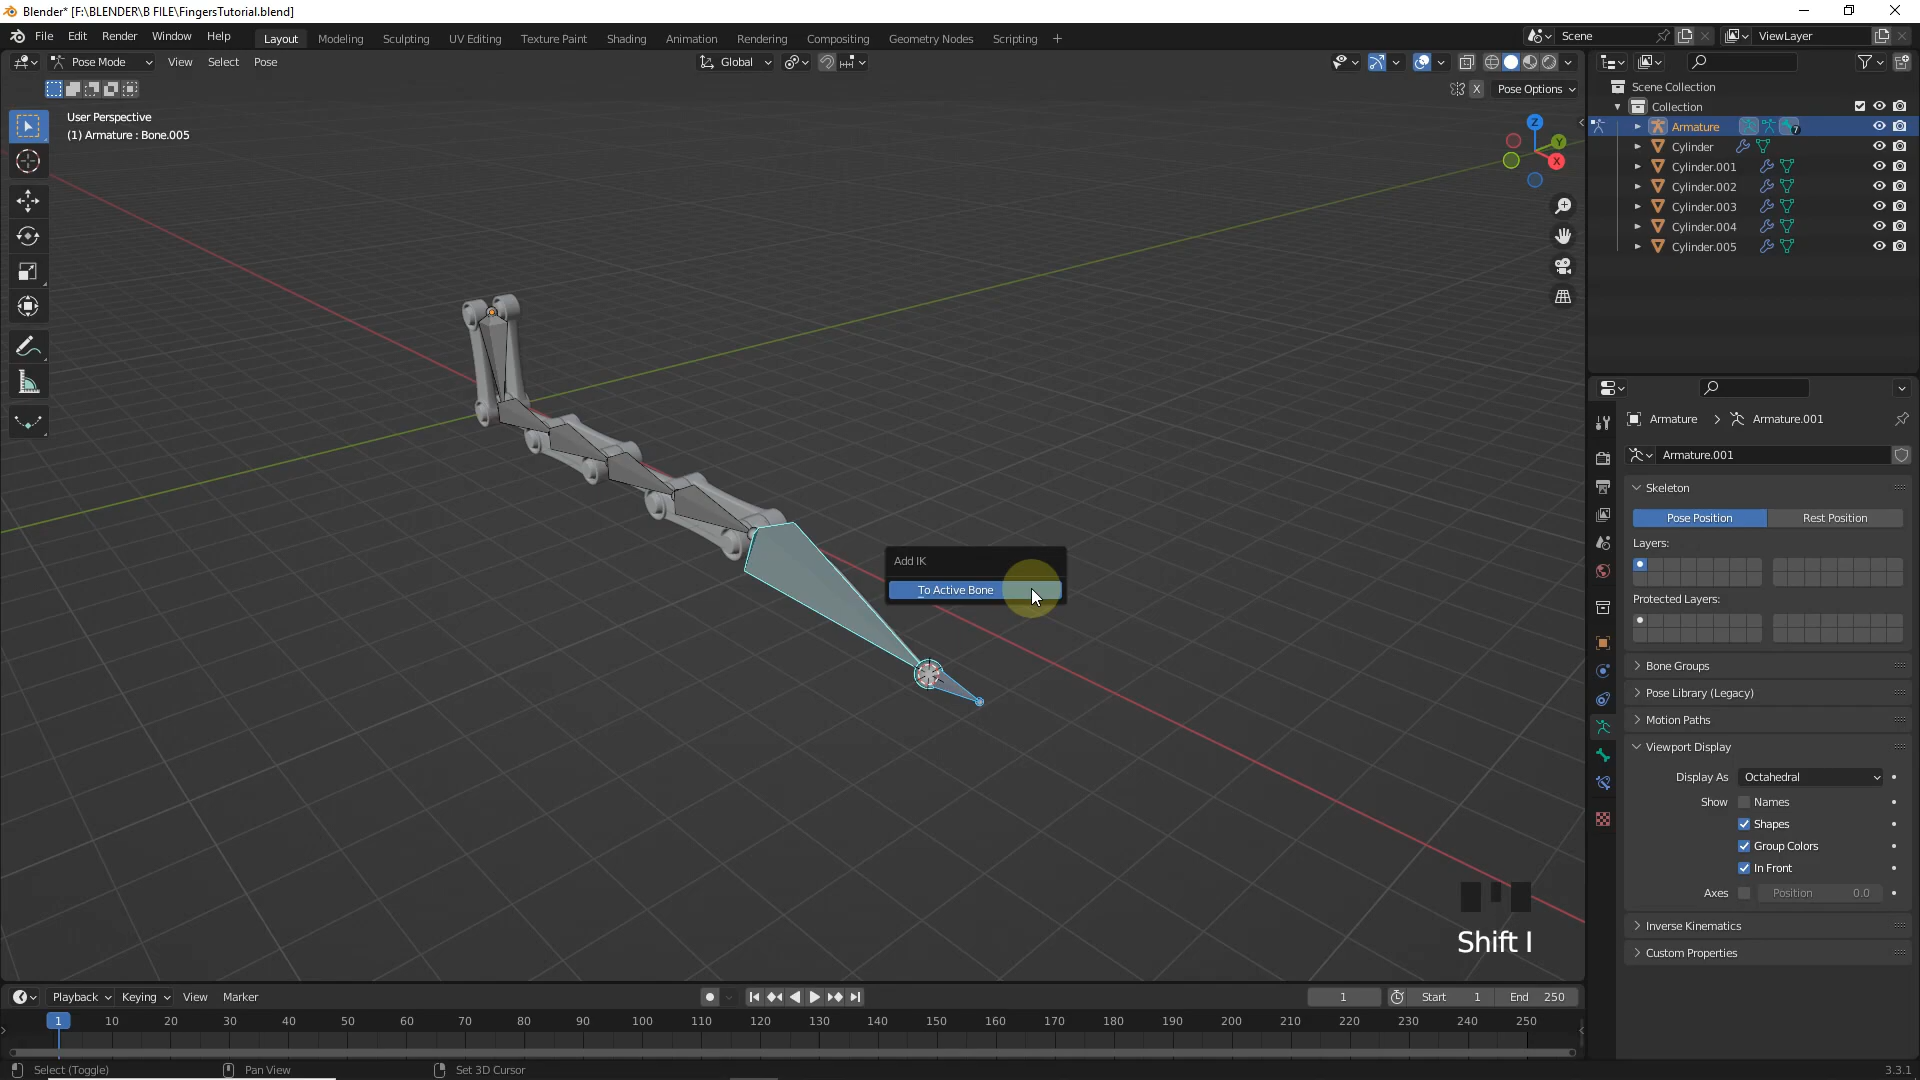 Blender* [F:\BLENDER\B FILE\FingersTutorial.blend]
File Edit Render Window Help Layout Modeling Sculpting UV Editing Texture Paint Shading Animation Rendering Compositing Geometry Nodes Scripting + Scene ViewLayer
Pose Mode View Select Pose Global
X Pose Options
User Perspective
(1) Armature : Bone.005
Z
Y
X
Scene Collection
Collection
Armature 7
Cylinder
Cylinder.001
Cylinder.002
Cylinder.003
Cylinder.004
Cylinder.005
Add IK
To Active Bone
Shift I
Armature > Armature.001
Armature.001
Skeleton
Pose Position Rest Position
Layers:
Protected Layers:
Bone Groups
Pose Library (Legacy)
Motion Paths
Viewport Display
Display As Octahedral
Show Names
Shapes
Group Colors
In Front
Axes Position 0.0
Inverse Kinematics
Custom Properties
Playback Keying View Marker 1 Start 1 End 250
1 10 20 30 40 50 60 70 80 90 100 110 120 130 140 150 160 170 180 190 200 210 220 230 240 250
Select (Toggle) Pan View Set 3D Cursor 3.3.1